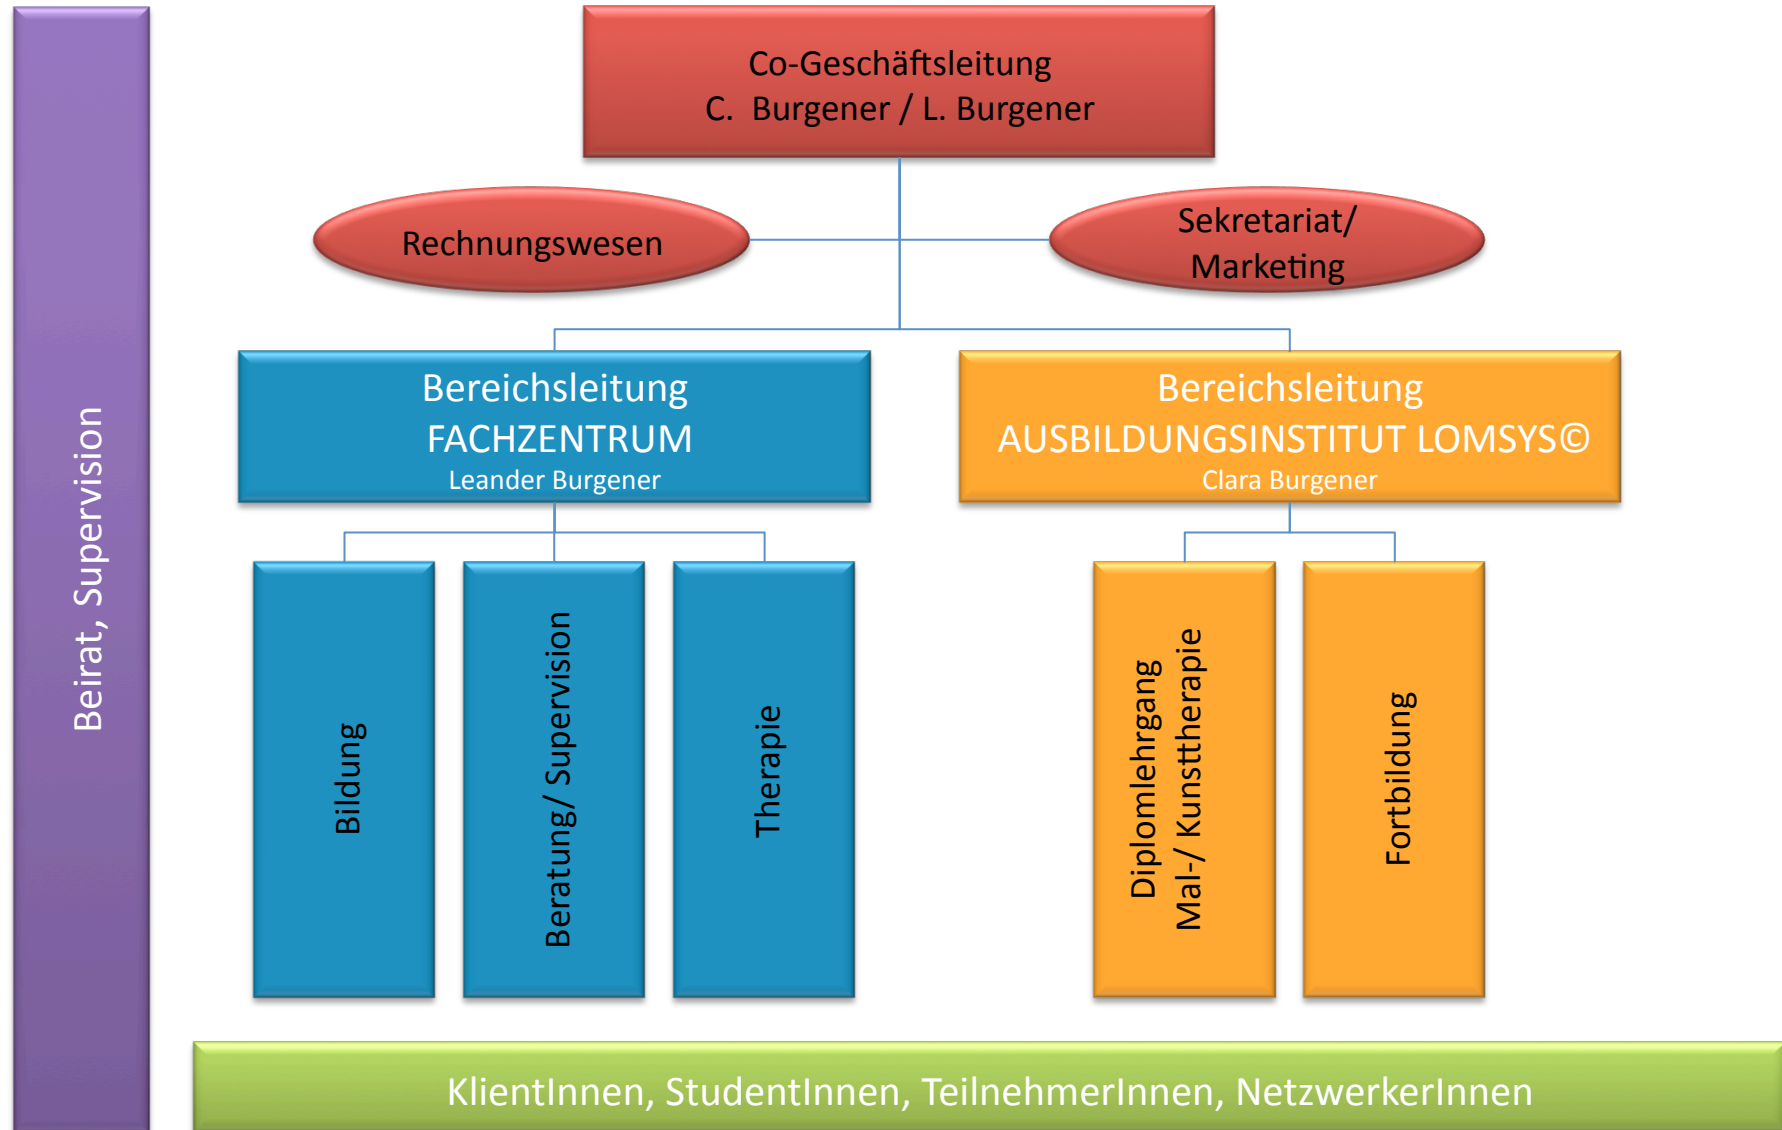 Beirat, Supervision
Co-Geschäftsleitung
C.  Burgener / L. Burgener
Rechnungswesen
Sekretariat/
Marketing
Bereichsleitung
FACHZENTRUM
Leander Burgener
Bereichsleitung
AUSBILDUNGSINSTITUT LOMSYS©
Clara Burgener
Bildung
Beratung/ Supervision
Therapie
Diplomlehrgang
Mal-/ Kunsttherapie
Fortbildung
KlientInnen, StudentInnen, TeilnehmerInnen, NetzwerkerInnen